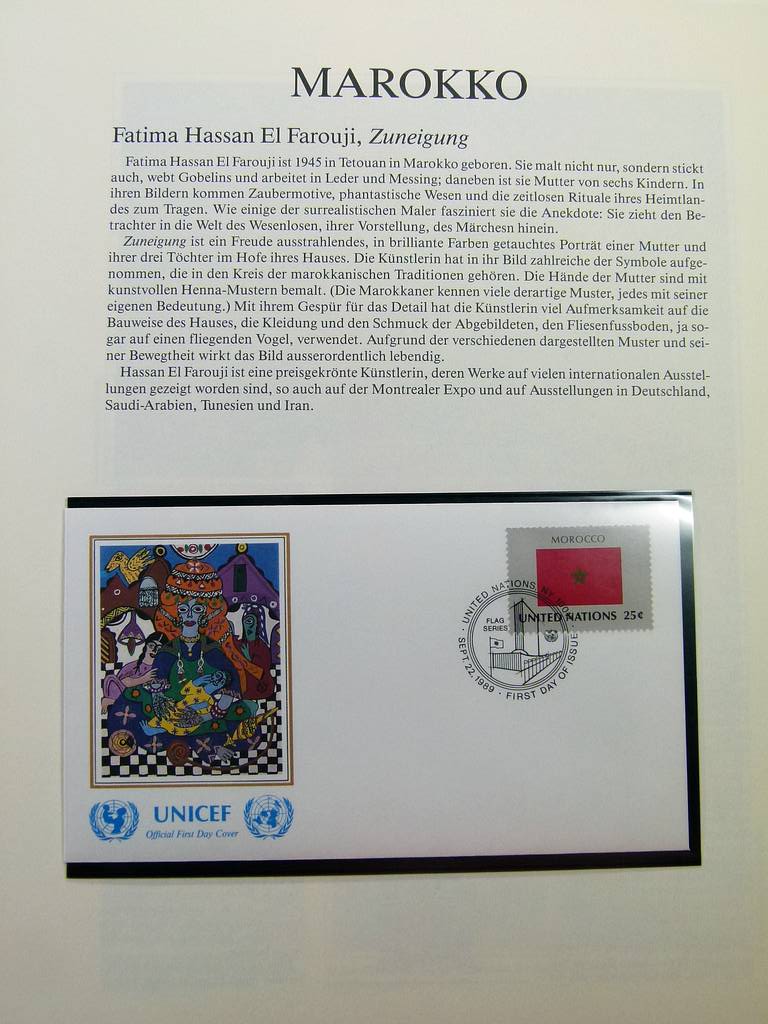 MAROKKO
Fatima Hassan El Farouji, Zuneigung
Fatima Hassan El Farouji ist 1945 in Tetouan in Marokko geboren. Sie malt nicht nur, sondern stickt
auch, webt Gobelins und arbeitet in Leder und Messing; daneben ist sie Mutter von sechs Kindern. In
ihren Bildern kommen Zaubermotive, phantastische Wesen und die zeitlosen Rituale ihres Heimtlan-
des zum Tragen. Wie einige der surrealistischen Maler fasziniert sie die Anekdote: Sie zieht den Be-
trachter in die Welt des Wesenlosen, ihrer Vorstellung, des Märchesn hinein.
Zuneigung ist ein Freude ausstrahlendes, in brilliante Farben getauchtes Porträt einer Mutter und
ihrer drei Töchter im Hofe ihres Hauses. Die Künstlerin hat in ihr Bild zahlreiche der Symbole aufge-
nommen, die in den Kreis der marokkanischen Traditionen gehören. Die Hände der Mutter sind mit
kunstvollen Henna-Mustern bemalt. (Die Marokkaner kennen viele derartige Muster, jedes mit seiner
eigenen Bedeutung.) Mit ihrem Gespür für das Detail hat die Künstlerin viel Aufmerksamkeit auf die
Bauweise des Hauses, die Kleidung und den Schmuck der Abgebildeten, den Fliesenfussboden, ja so-
gar auf einen fliegenden Vogel, verwendet. Aufgrund der verschiedenen dargestellten Muster und sei-
ner Bewegtheit wirkt das Bild ausserordentlich lebendig.
Hassan El Farouji ist eine preisgekrönte Künstlerin, deren Werke auf vielen internationalen Ausstel-
lungen gezeigt worden sind, so auch auf der Montrealer Expo und auf Ausstellungen in Deutschland,
Saudi-Arabien, Tunesien und Iran.
MOROCCO
UNITED NATIONS 25¢
UNITED NATIONS, NY
FLAG
SERIES
SEPT. 22, 1989 · FIRST DAY OF ISSUE
UNICEF
Official First Day Cover